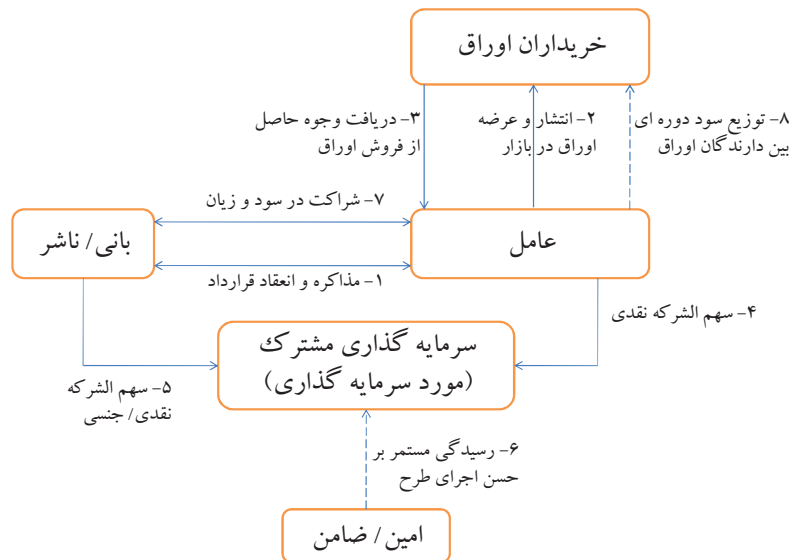 خریداران اوراق
۳- دریافت وجوه حاصل
از فروش اوراق
۲- انتشار و عرضه
اوراق در بازار
۸- توزیع سود دوره ای
بین دارندگان اوراق
۷- شراکت در سود و زیان
بانی/ ناشر
عامل
۱- مذاکره و انعقاد قرارداد
۴- سهم الشرکه نقدی
سرمایه گذاری مشترک
(مورد سرمایه گذاری)
۵- سهم الشرکه
نقدی/ جنسی
۶- رسیدگی مستمر بر
حسن اجرای طرح
امین/ ضامن